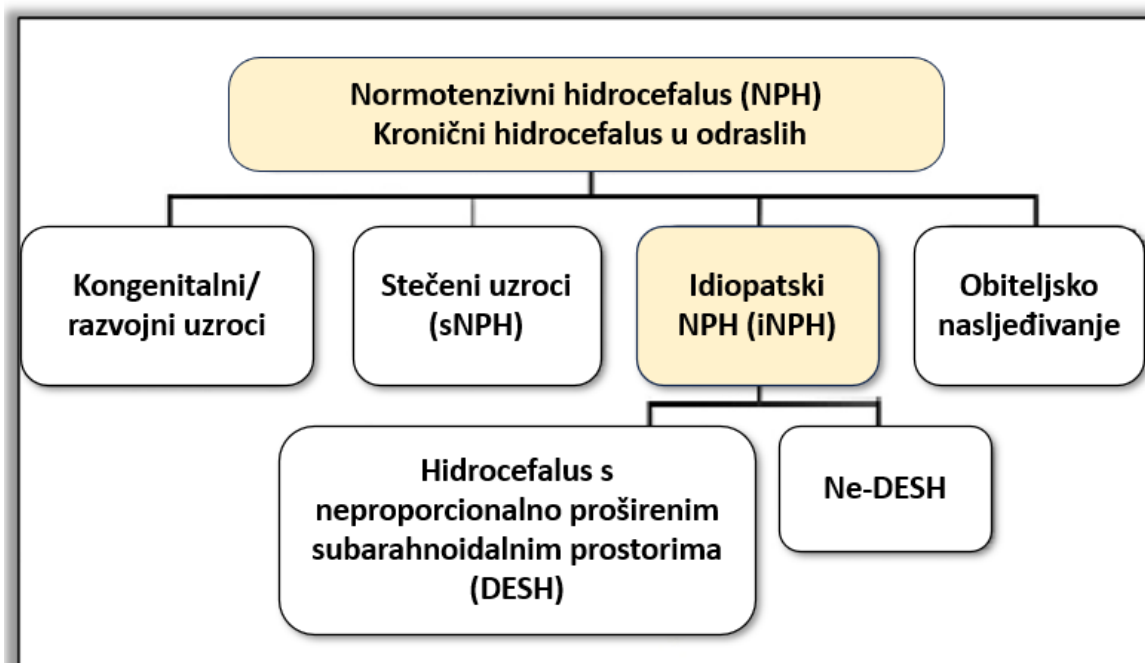 Normotenzivni hidrocefalus (NPH)
Kronični hidrocefalus u odraslih
Kongenitalni/
razvojni uzroci
Stečeni uzroci
(sNPH)
Idiopatski
NPH (iNPH)
Obiteljsko
nasljeđivanje
Hidrocefalus s
neproporcionalno proširenim
subarahnoidalnim prostorima
(DESH)
Ne-DESH